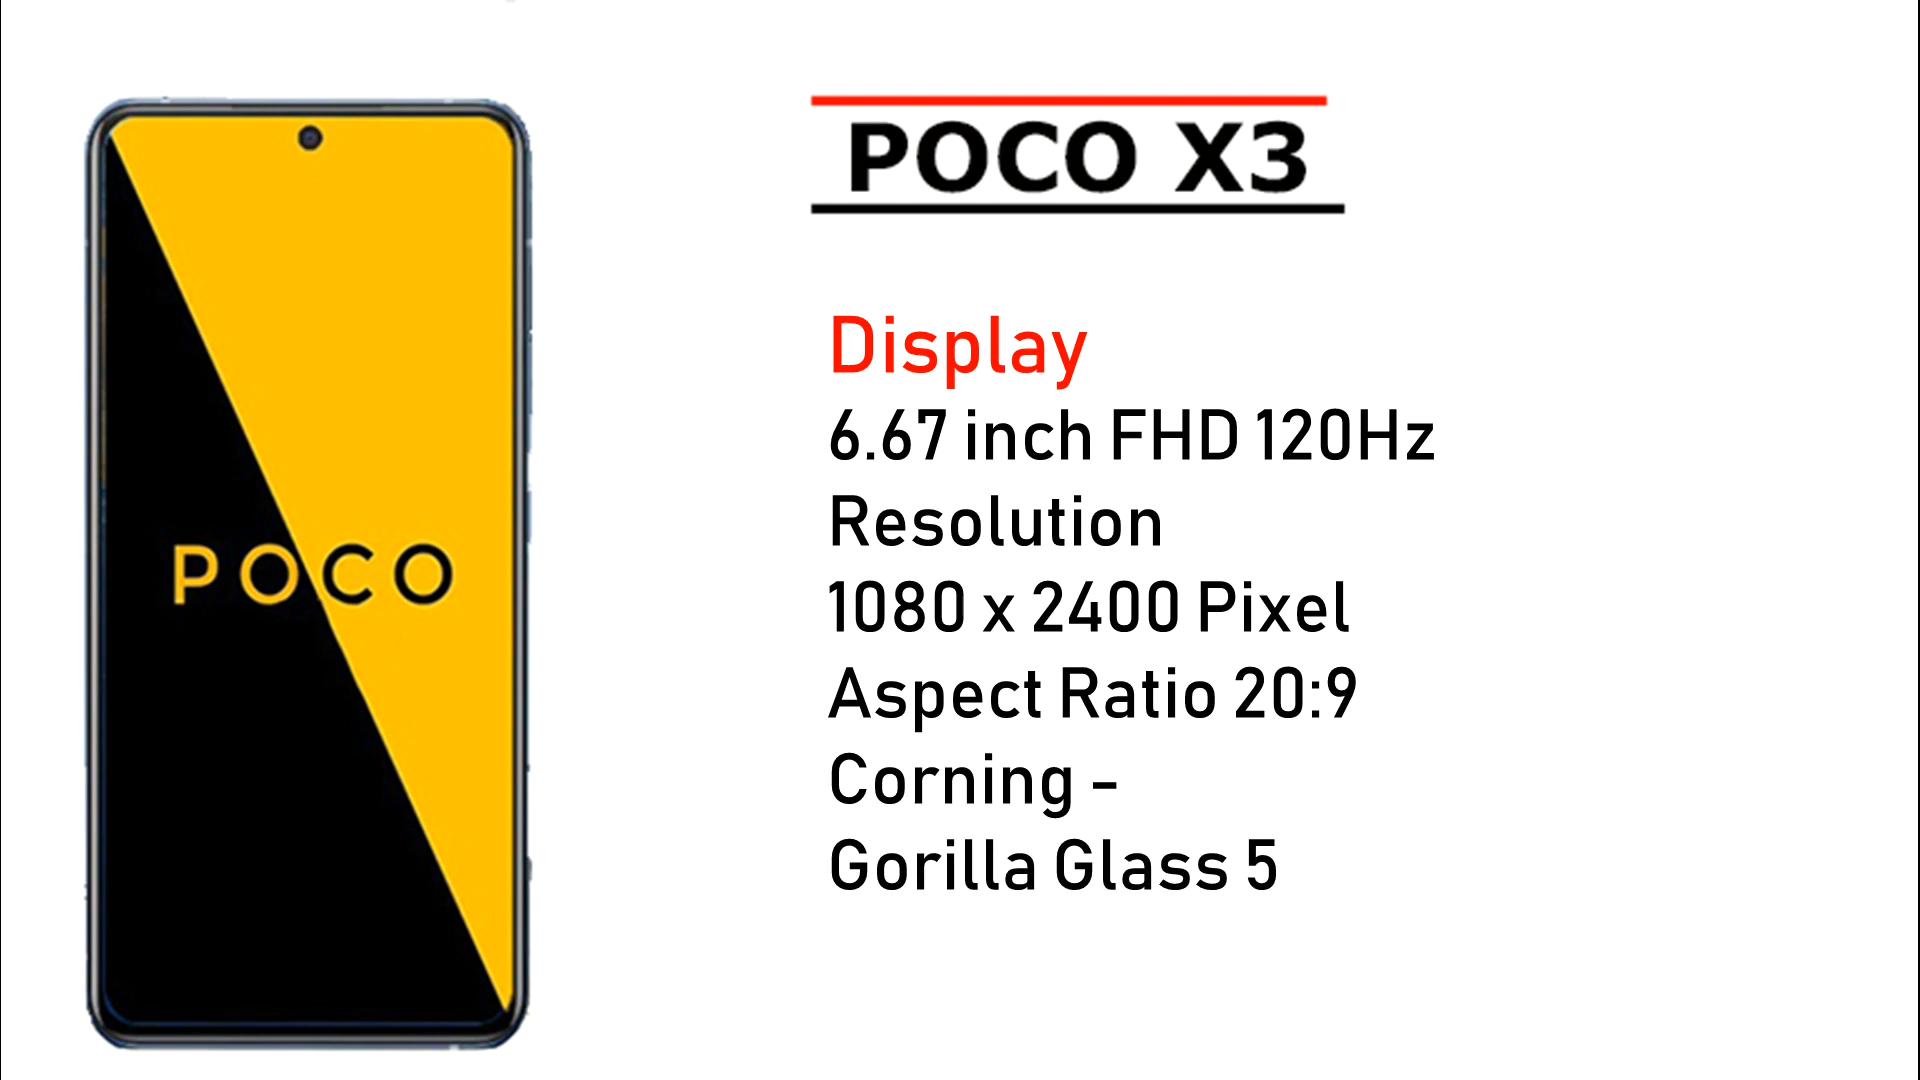 POCO X3
POCO
Display
6.67 inch FHD 120Hz
Resolution
1080 x 2400 Pixel
Aspect Ratio 20:9
Corning -
Gorilla Glass 5